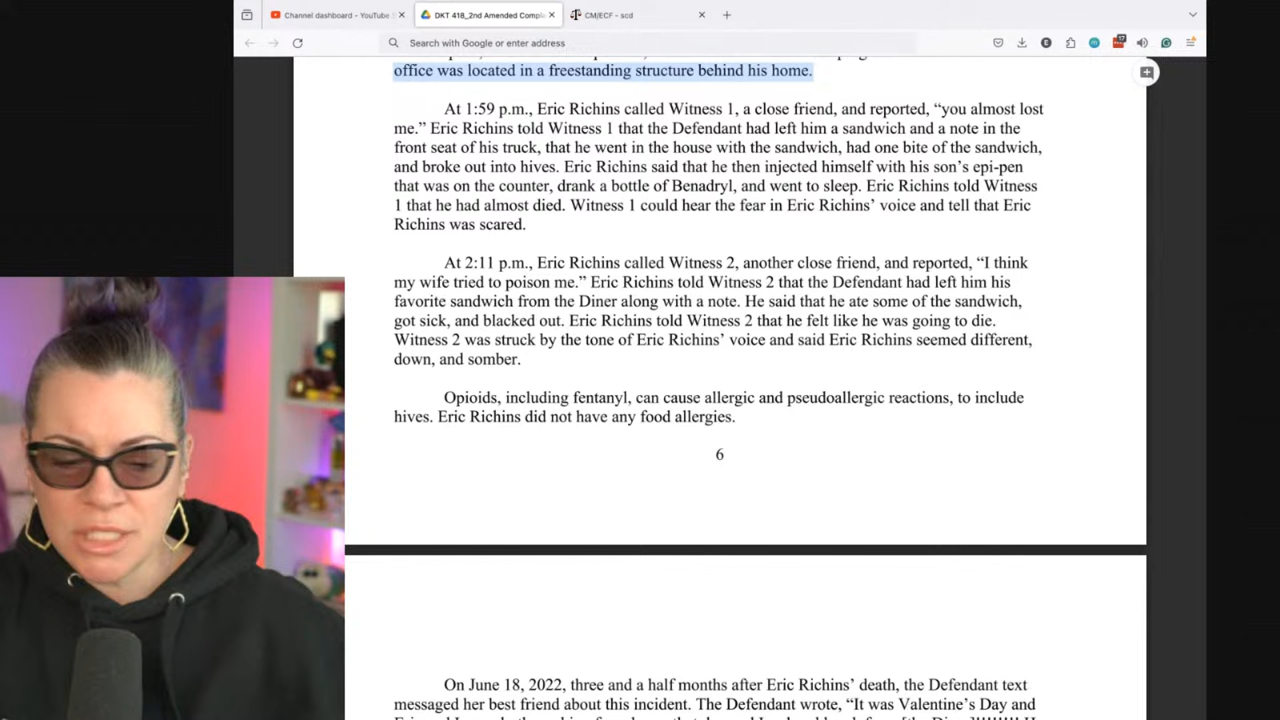 Channel dashboard - YouTube
DKT 418_2nd Amended Compl
CM/ECF - scd
Search with Google or enter address
office was located in a freestanding structure behind his home.
At 1:59 p.m., Eric Richins called Witness 1, a close friend, and reported, “you almost lost
me.” Eric Richins told Witness 1 that the Defendant had left him a sandwich and a note in the
front seat of his truck, that he went in the house with the sandwich, had one bite of the sandwich,
and broke out into hives. Eric Richins said that he then injected himself with his son’s epi-pen
that was on the counter, drank a bottle of Benadryl, and went to sleep. Eric Richins told Witness
1 that he had almost died. Witness 1 could hear the fear in Eric Richins’ voice and tell that Eric
Richins was scared.
At 2:11 p.m., Eric Richins called Witness 2, another close friend, and reported, “I think
my wife tried to poison me.” Eric Richins told Witness 2 that the Defendant had left him his
favorite sandwich from the Diner along with a note. He said that he ate some of the sandwich,
got sick, and blacked out. Eric Richins told Witness 2 that he felt like he was going to die.
Witness 2 was struck by the tone of Eric Richins’ voice and said Eric Richins seemed different,
down, and somber.
Opioids, including fentanyl, can cause allergic and pseudoallergic reactions, to include
hives. Eric Richins did not have any food allergies.
6
On June 18, 2022, three and a half months after Eric Richins’ death, the Defendant text
messaged her best friend about this incident. The Defendant wrote, “It was Valentine’s Day and